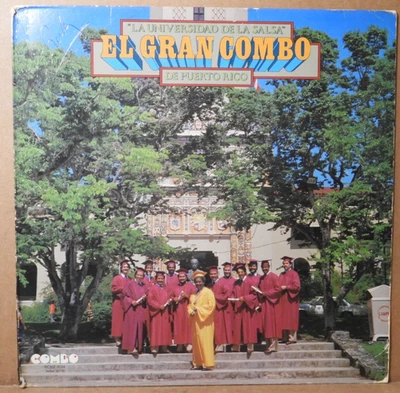 "LA UNIVERSIDAD DE LA SALSA"
EL GRAN COMBO
DE PUERTO RICO
COMBO